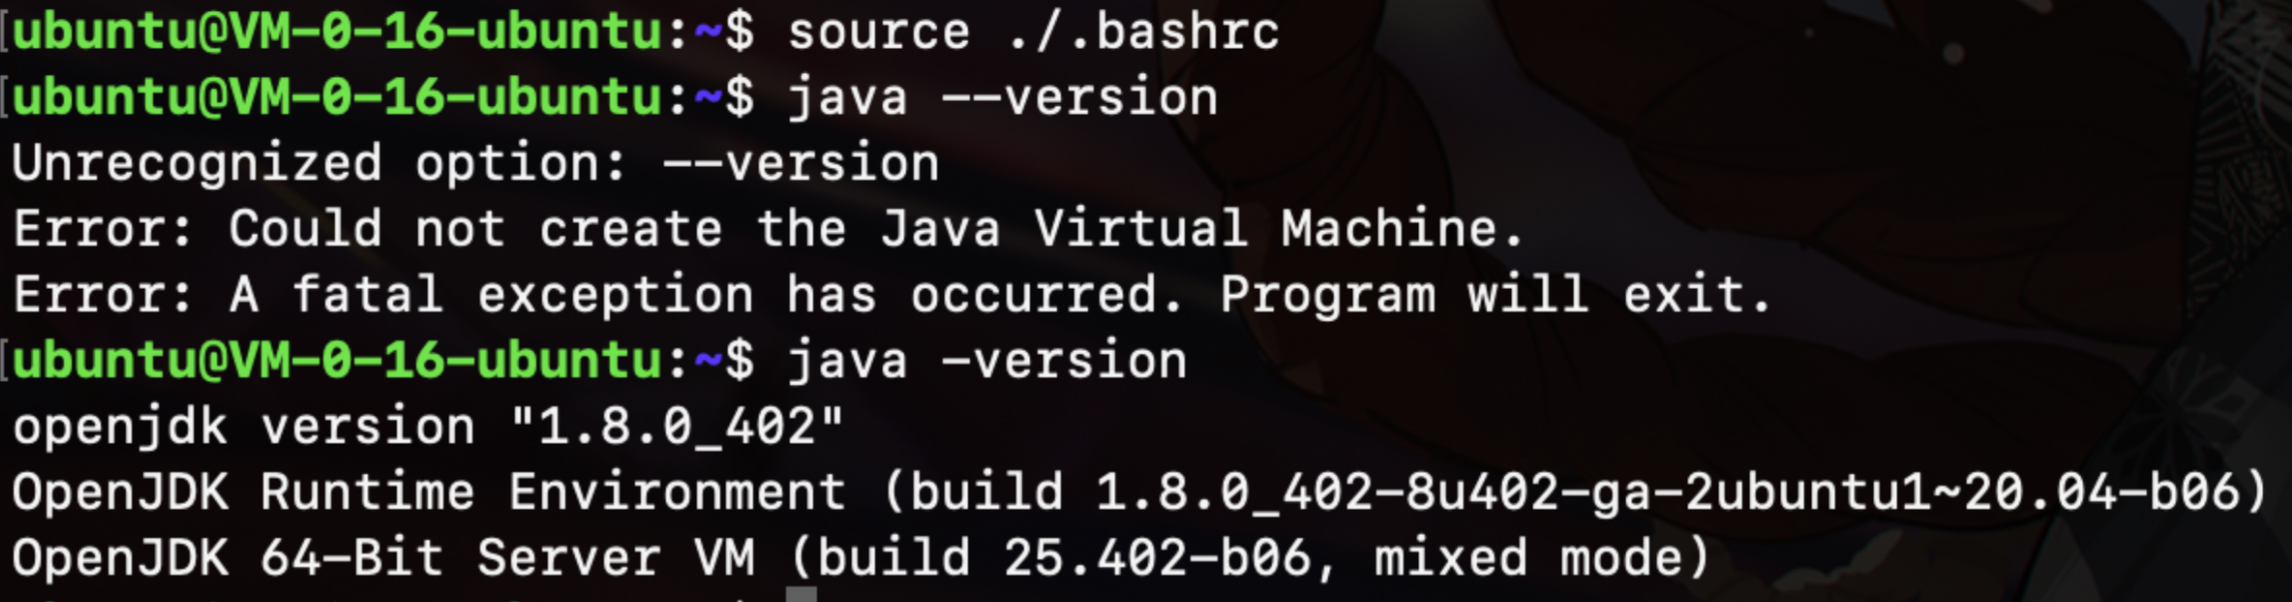 [ubuntu@VM-0-16-ubuntu:~$ source ./.bashrc
[ubuntu@VM-0-16-ubuntu:~$ java --version
Unrecognized option: --version
Error: Could not create the Java Virtual Machine.
Error: A fatal exception has occurred. Program will exit.
[ubuntu@VM-0-16-ubuntu:~$ java -version
openjdk version "1.8.0_402"
OpenJDK Runtime Environment (build 1.8.0_402-8u402-ga-2ubuntu1~20.04-b06)
OpenJDK 64-Bit Server VM (build 25.402-b06, mixed mode)